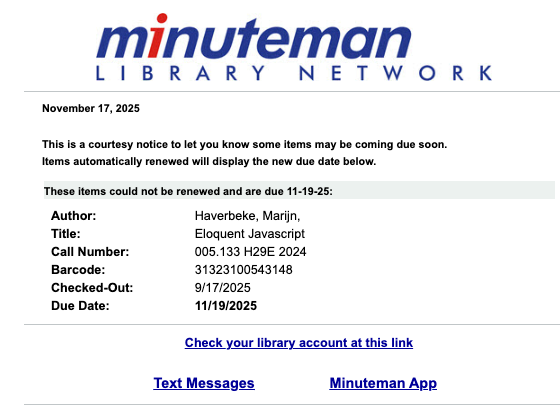 minuteman
LIBRARY NETWORK
November 17, 2025
This is a courtesy notice to let you know some items may be coming due soon.
Items automatically renewed will display the new due date below.
These items could not be renewed and are due 11-19-25:
Author: Haverbeke, Marijn,
Title: Eloquent Javascript
Call Number: 005.133 H29E 2024
Barcode: 31323100543148
Checked-Out: 9/17/2025
Due Date: 11/19/2025
Check your library account at this link
Text Messages Minuteman App